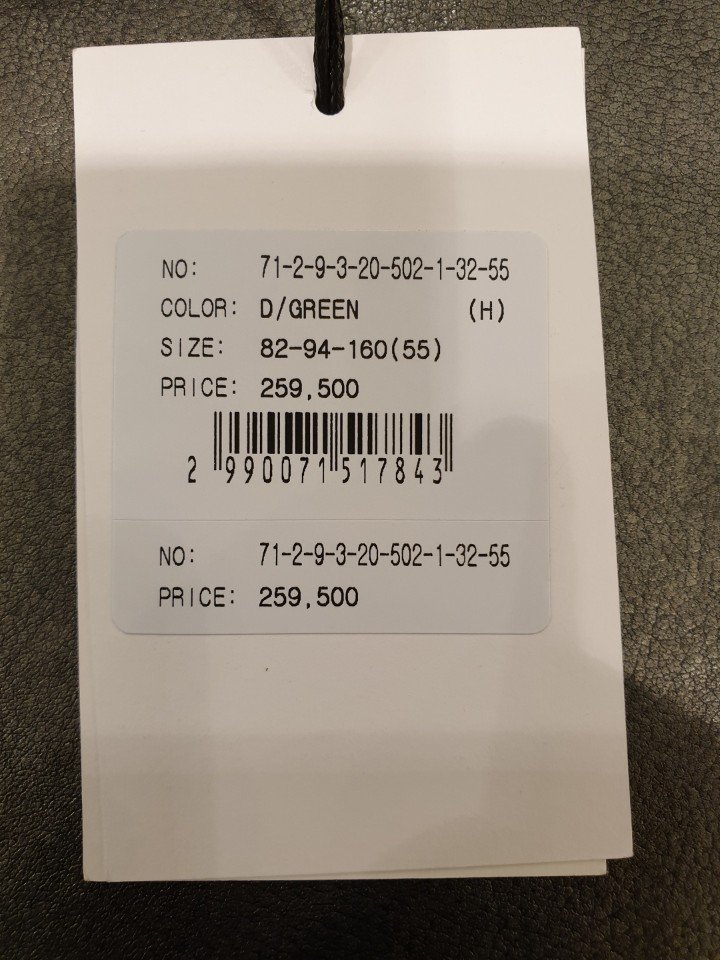 NO: 71-2-9-3-20-502-1-32-55
COLOR: D/GREEN (H)
SIZE: 82-94-160(55)
PRICE: 259,500
2 990071 517843
NO: 71-2-9-3-20-502-1-32-55
PRICE: 259,500